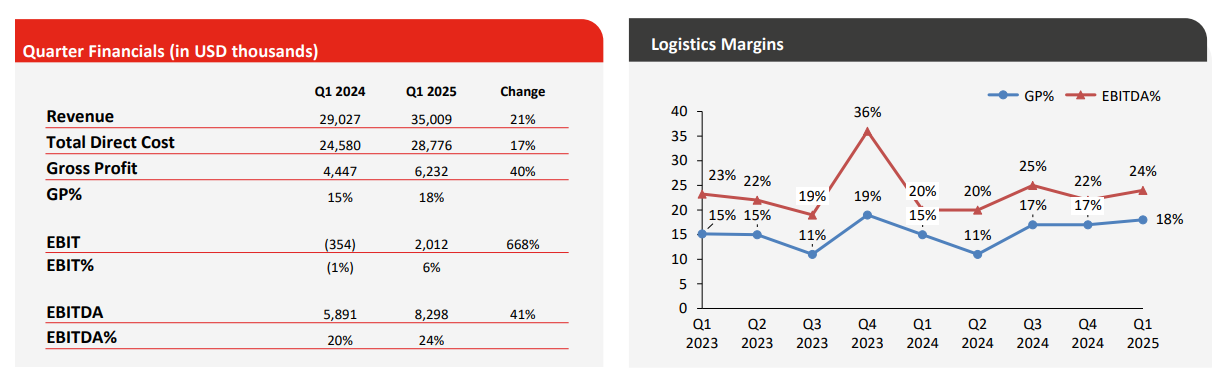 Quarter Financials (in USD thousands)
Q1 2024 Q1 2025 Change
Revenue 29,027 35,009 21%
Total Direct Cost 24,580 28,776 17%
Gross Profit 4,447 6,232 40%
GP% 15% 18%
EBIT (354) 2,012 668%
EBIT% (1%) 6%
EBITDA 5,891 8,298 41%
EBITDA% 20% 24%
Logistics Margins
GP% EBITDA%
40
35
30
25
20
15
10
5
0
23% 22% 19% 36% 20% 20% 25% 22% 24%
15% 15% 11% 19% 15% 11% 17% 17% 18%
Q1 Q2 Q3 Q4 Q1 Q2 Q3 Q4 Q1
2023 2023 2023 2023 2024 2024 2024 2024 2025